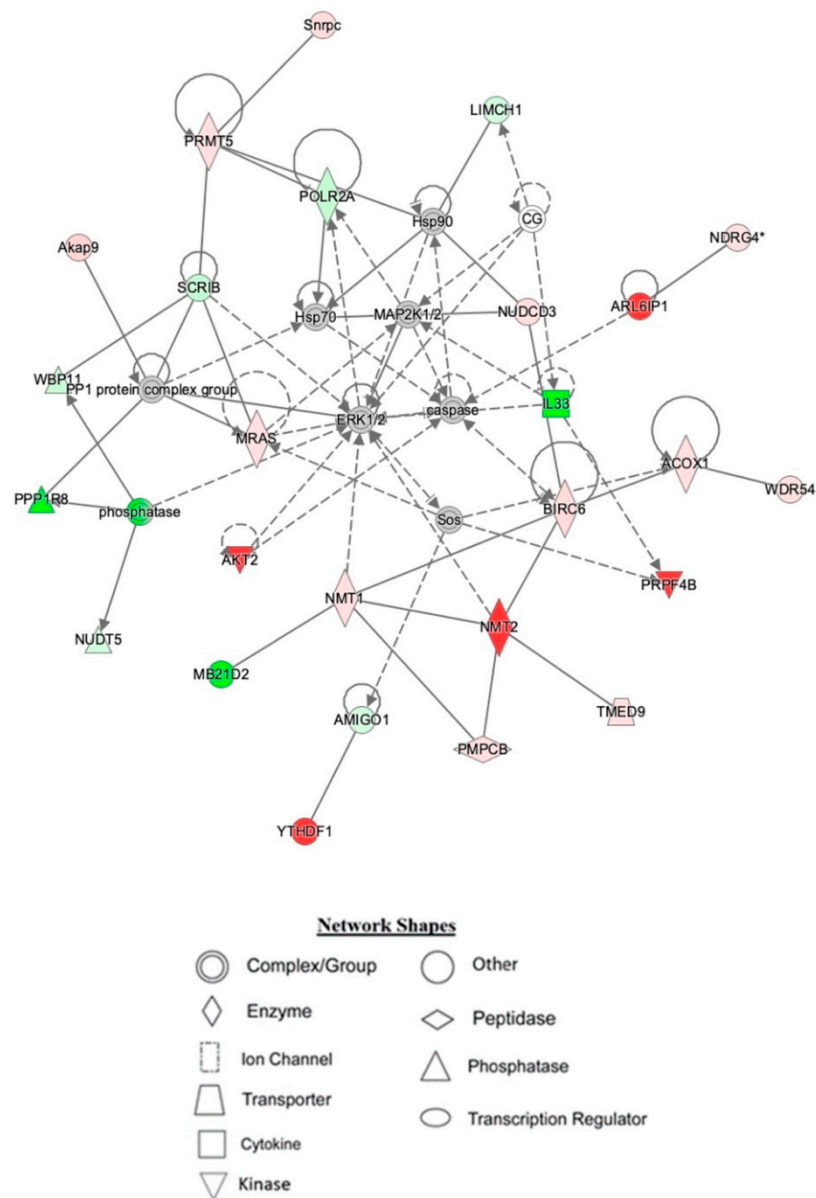 Snrpc
LIMCH1
PRMT5
POLR2A
Hsp90
CG
NDRG4*
Akap9
SCRIB
ARL6IP1
Hsp70
MAP2K1/2
NUDCD3
WBP11
PP1 protein complex group
IL33
caspase
ERK1/2
MRAS
ACOX1
WDR54
PPP1R8
phosphatase
Sos
BIRC6
AKT2
PRPF4B
NMT1
NMT2
NUDT5
MB21D2
TMED9
AMIGO1
PMPCB
YTHDF1
Network Shapes
Complex/Group
Other
Enzyme
Peptidase
Ion Channel
Phosphatase
Transporter
Transcription Regulator
Cytokine
Kinase